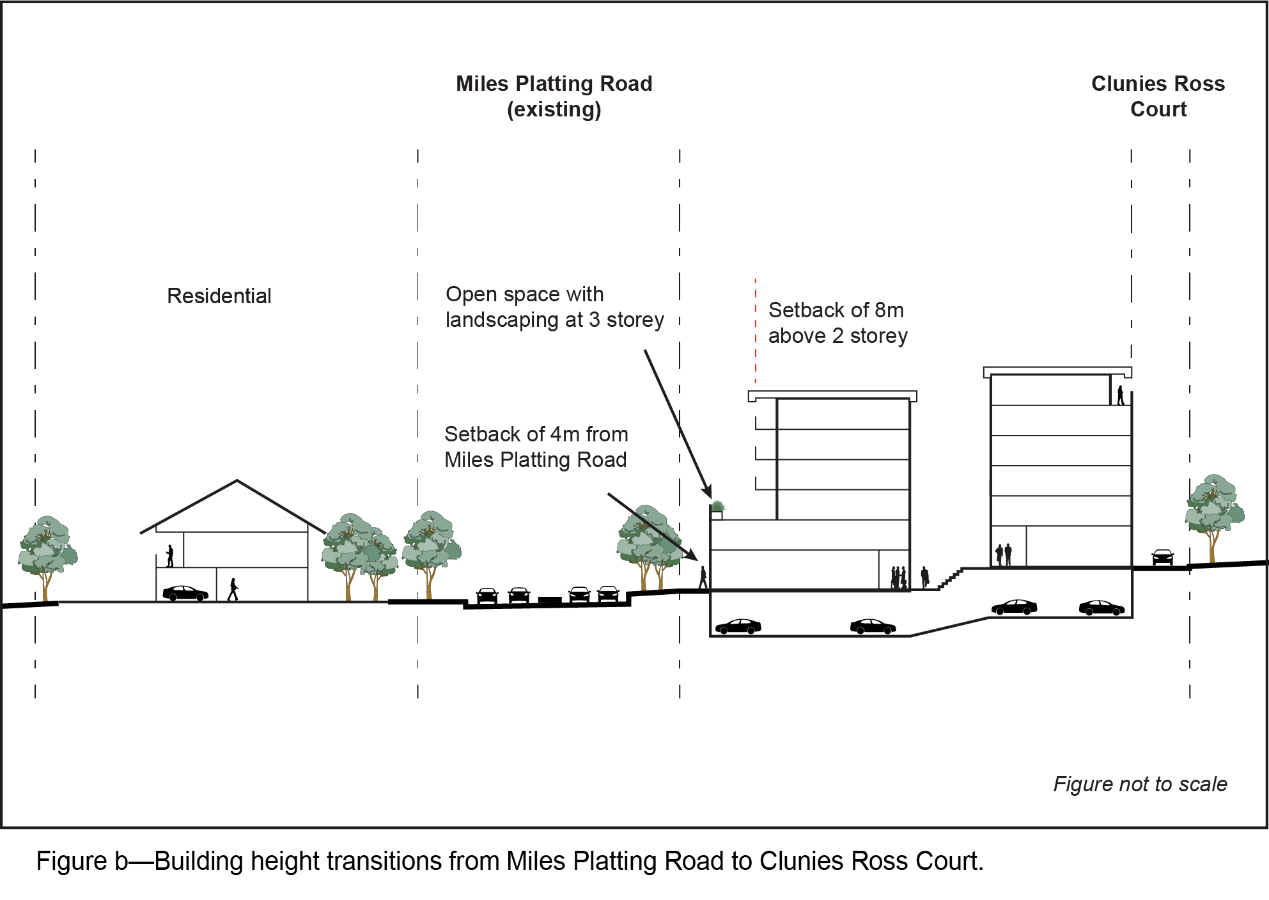 Miles Platting Road
(existing)
Clunies Ross
Court
Residential
Open space with
landscaping at 3 storey
Setback of 8m
above 2 storey
Setback of 4m from
Miles Platting Road
Figure not to scale
Figure b—Building height transitions from Miles Platting Road to Clunies Ross Court.